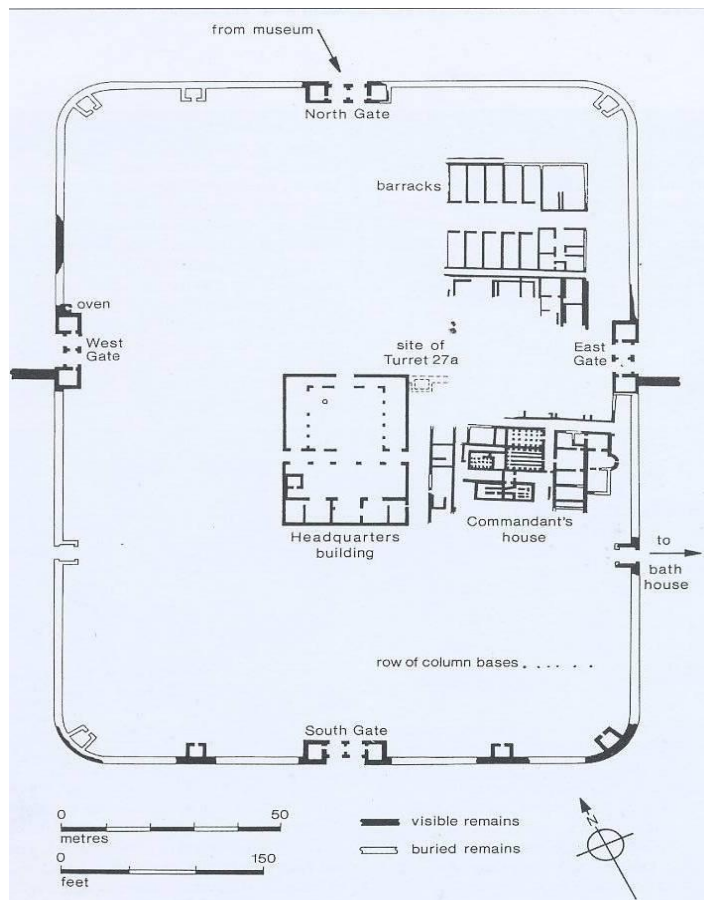 from museum
North Gate
barracks
oven
West
Gate
site of
Turret 27a
East
Gate
Headquarters
building
Commandant's
house
to
bath
house
row of column bases
South Gate
0 50
metres
0 150
feet
visible remains
buried remains
N